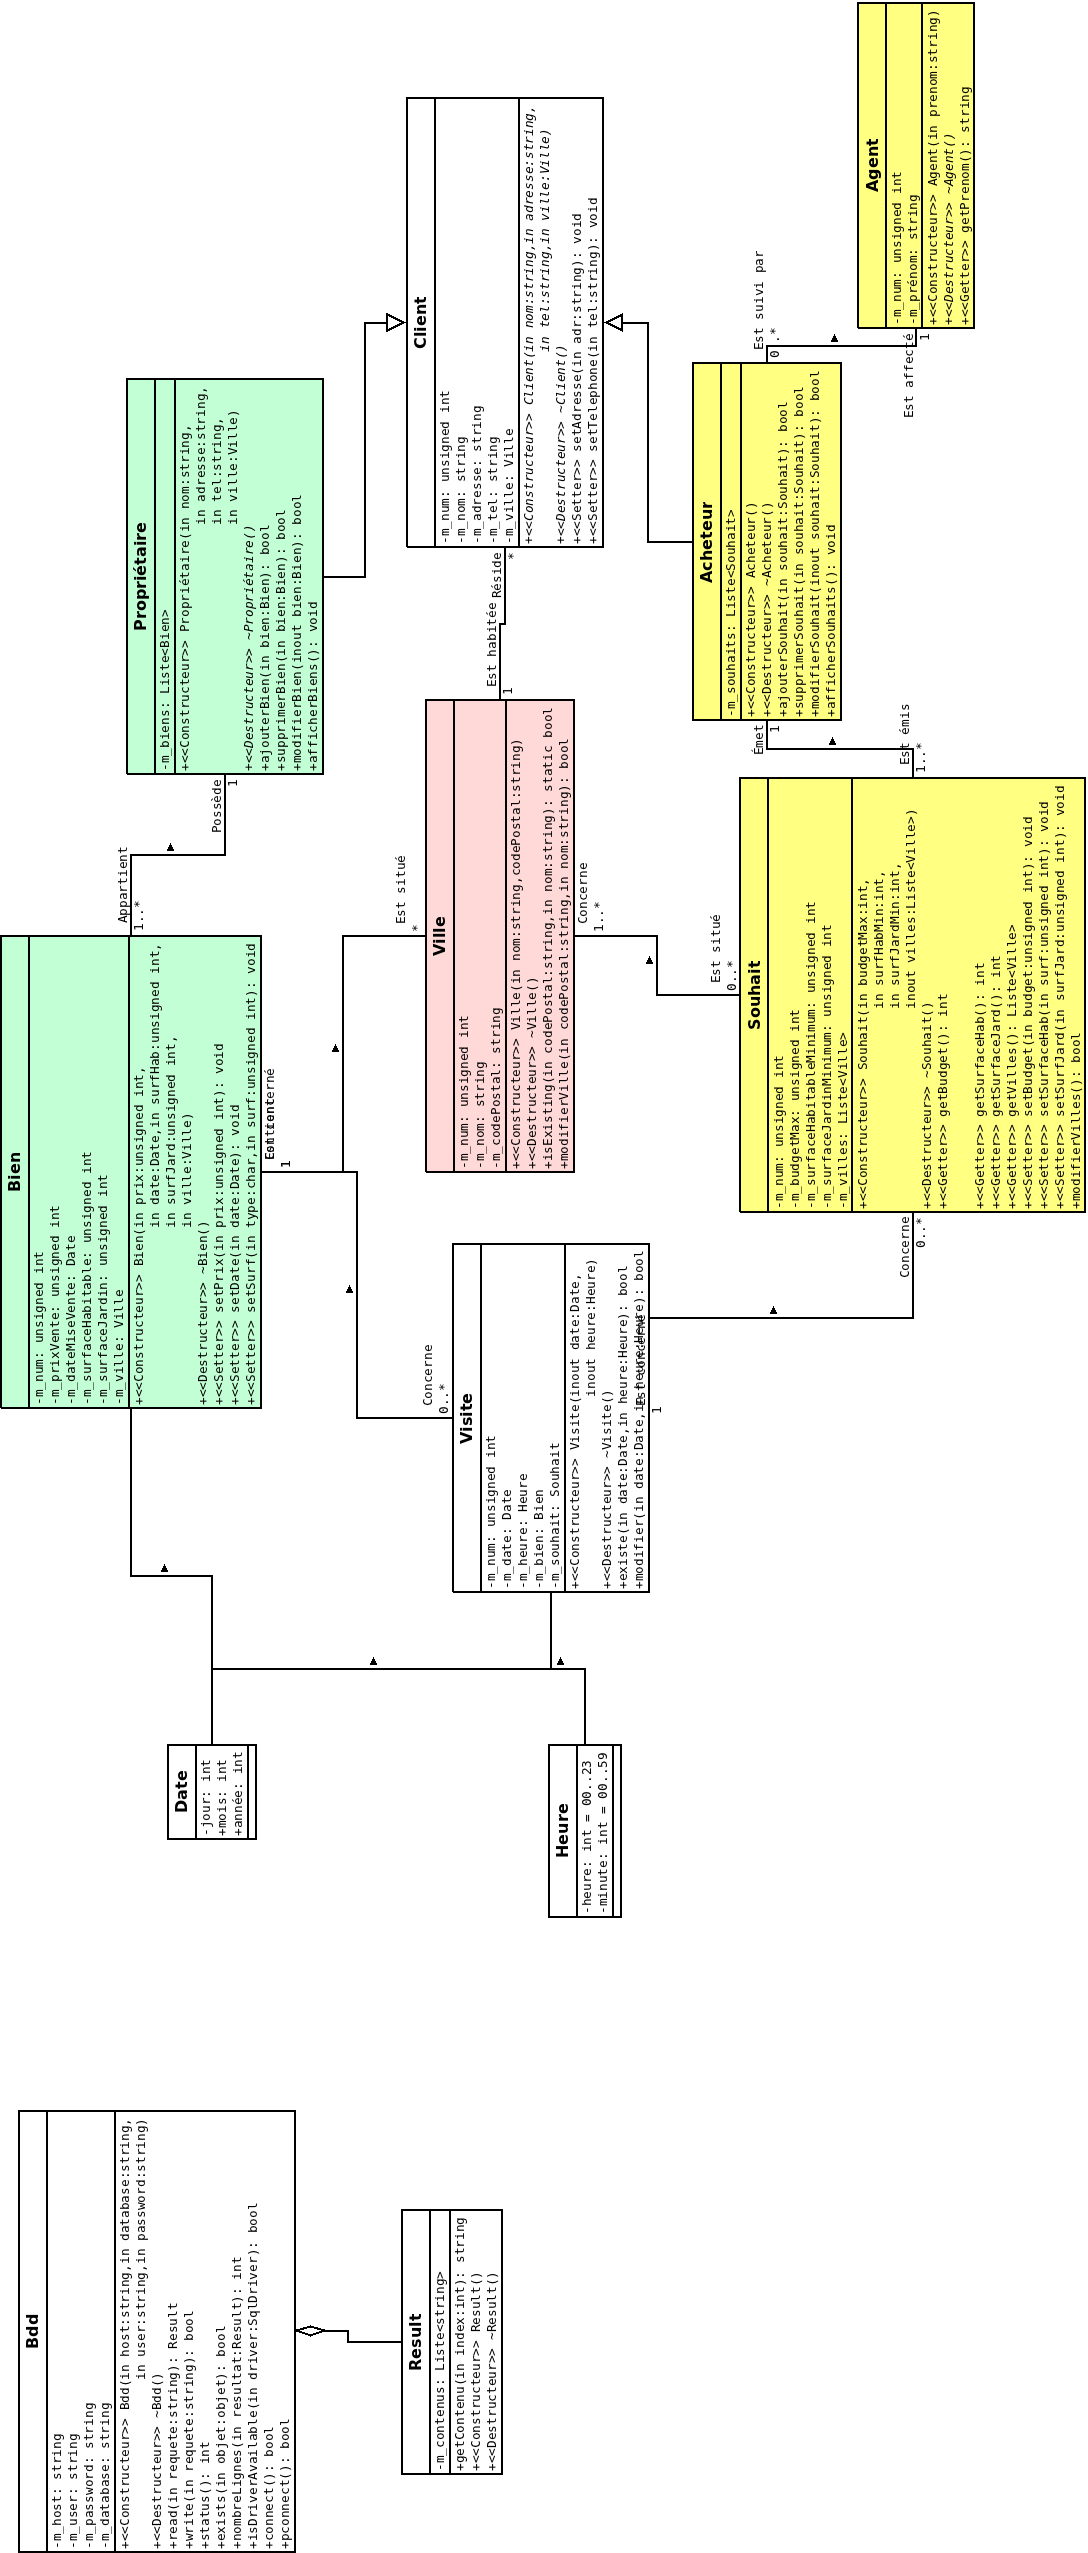 Bdd
-m_host: string
-m_user: string
-m_password: string
-m_database: string
+<<Constructeur>> Bdd(in host:string,in database:string,
in user:string,in password:string)
+<<Destructeur>> ~Bdd()
+read(in requete:string): Result
+write(in requete:string): bool
+status(): int
+exists(in objet:objet): bool
+nombreLignes(in resultat:Result): int
+isDriverAvailable(in driver:SqlDriver): bool
+connect(): bool
+pconnect(): bool
Result
-m_contenus: Liste<string>
+getContenu(in index:int): string
+<<Constructeur>> Result()
+<<Destructeur>> ~Result()
Date
-jour: int
+mois: int
+année: int
Heure
-heure: int = 00..23
-minute: int = 00..59
Bien
-m_num: unsigned int
-m_prixVente: unsigned int
-m_dateMiseVente: Date
-m_surfaceHabitable: unsigned int
-m_surfaceJardin: unsigned int
-m_ville: Ville
+<<Constructeur>> Bien(in prix:unsigned int,
in date:Date,in surfHab:unsigned int,
in surfJard:unsigned int,
in ville:Ville)
+<<Destructeur>> ~Bien()
+<<Setter>> setPrix(in prix:unsigned int): void
+<<Setter>> setDate(in date:Date): void
+<<Setter>> setSurf(in type:char,in surf:unsigned int): void
1
Appartient
1..*
Possède
1
Propriétaire
-m_biens: Liste<Bien>
+<<Constructeur>> Propriétaire(in nom:string,
in adresse:string,
in tel:string,
in ville:Ville)
+<<Destructeur>> ~Propriétaire()
+ajouterBien(in bien:Bien): bool
+supprimerBien(in bien:Bien): bool
+modifierBien(inout bien:Bien): bool
+afficherBiens(): void
Concerne
0..*
Visite
-m_num: unsigned int
-m_date: Date
-m_heure: Heure
-m_bien: Bien
-m_souhait: Souhait
+<<Constructeur>> Visite(inout date:Date,
inout heure:Heure)
+<<Destructeur>> ~Visite()
+existe(in date:Date,in heure:Heure): bool
+modifier(in date:Date,in heure:Heure): bool
Est concerné
1
Est situé
*
Ville
-m_num: unsigned int
-m_nom: string
-m_codePostal: string
+<<Constructeur>> Ville(in nom:string,codePostal:string)
+<<Destructeur>> ~Ville()
+isExisting(in codePostal:string,in nom:string): static bool
+modifierVille(in codePostal:string,in nom:string): bool
Concerne
1..*
Est habitée
1
Réside
*
Client
-m_num: unsigned int
-m_nom: string
-m_adresse: string
-m_tel: string
-m_ville: Ville
+<<Constructeur>> Client(in nom:string,in adresse:string,
in tel:string,in ville:Ville)
+<<Destructeur>> ~Client()
+<<Setter>> setAdresse(in adr:string): void
+<<Setter>> setTelephone(in tel:string): void
Concerne
0..*
Est situé
0..*
Souhait
-m_num: unsigned int
-m_budgetMax: unsigned int
-m_surfaceHabitableMinimum: unsigned int
-m_surfaceJardinMinimum: unsigned int
-m_villes: Liste<Ville>
+<<Constructeur>> Souhait(in budgetMax:int,
in surfHabMin:int,
in surfJardMin:int,
inout villes:Liste<Ville>)
+<<Destructeur>> ~Souhait()
+<<Getter>> getBudget(): int
+<<Getter>> getSurfaceHab(): int
+<<Getter>> getSurfaceJard(): int
+<<Getter>> getVilles(): Liste<Ville>
+<<Setter>> setBudget(in budget:unsigned int): void
+<<Setter>> setSurfaceHab(in surf:unsigned int): void
+<<Setter>> setSurfJard(in surfJard:unsigned int): void
+modifierVilles(): bool
Est émis
1..*
Émet
1
Acheteur
-m_souhaits: Liste<Souhait>
+<<Constructeur>> Acheteur()
+<<Destructeur>> ~Acheteur()
+ajouterSouhait(in souhait:Souhait): bool
+supprimerSouhait(in souhait:Souhait): bool
+modifierSouhait(inout souhait:Souhait): bool
+afficherSouhaits(): void
Est suivi par
0..*
Est affecté
1
Agent
-m_num: unsigned int
-m_prénom: string
+<<Constructeur>> Agent(in prenom:string)
+<<Destructeur>> ~Agent()
+<<Getter>> getPrenom(): string